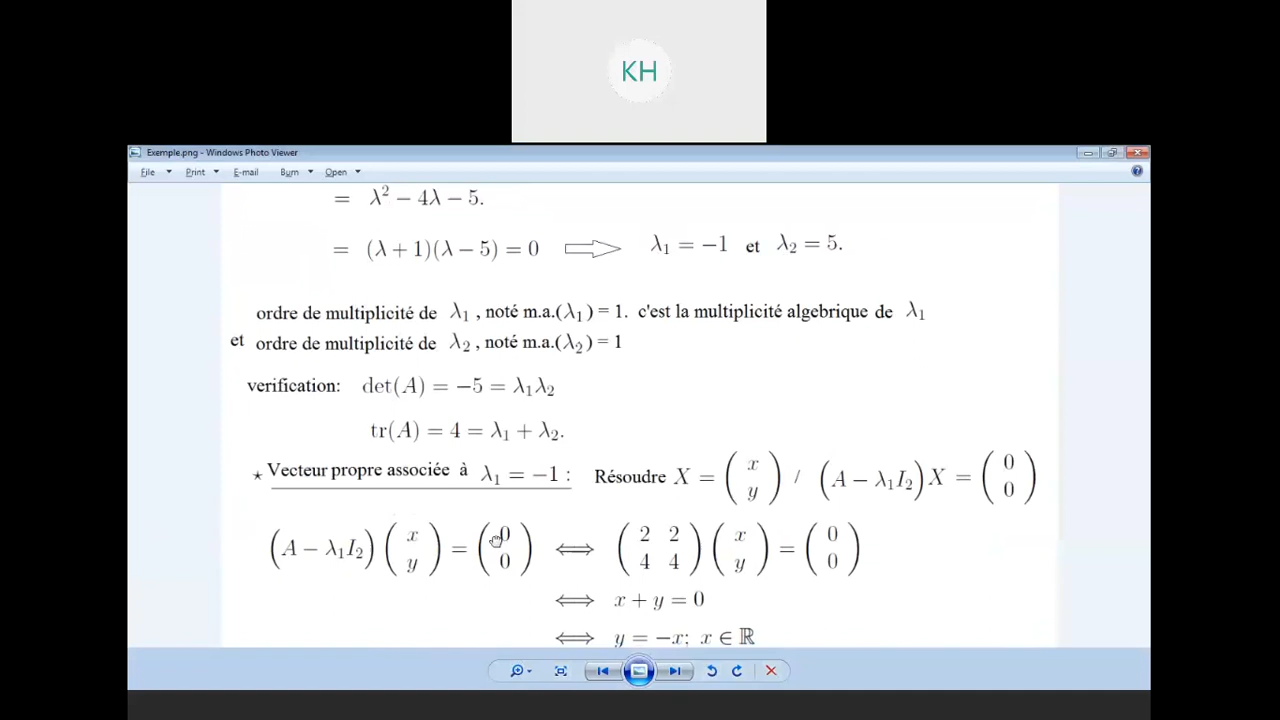 KH
Exemple.png - Windows Photo Viewer
File Print E-mail Burn Open
= λ² − 4λ − 5.
= (λ + 1)(λ − 5) = 0 ⟹ λ₁ = −1 et λ₂ = 5.
ordre de multiplicité de λ₁ , noté m.a.(λ₁) = 1. c'est la multiplicité algebrique de λ₁
et ordre de multiplicité de λ₂ , noté m.a.(λ₂) = 1
verification: det(A) = −5 = λ₁λ₂
tr(A) = 4 = λ₁ + λ₂.
⋆ Vecteur propre associée à λ₁ = −1 : Résoudre X = (x y) / (A − λ₁I₂)X = (0 0)
(A − λ₁I₂)(x y) = (0 0) ⟺ (2 2 4 4)(x y) = (0 0)
⟺ x + y = 0
⟺ y = −x; x ∈ ℝ